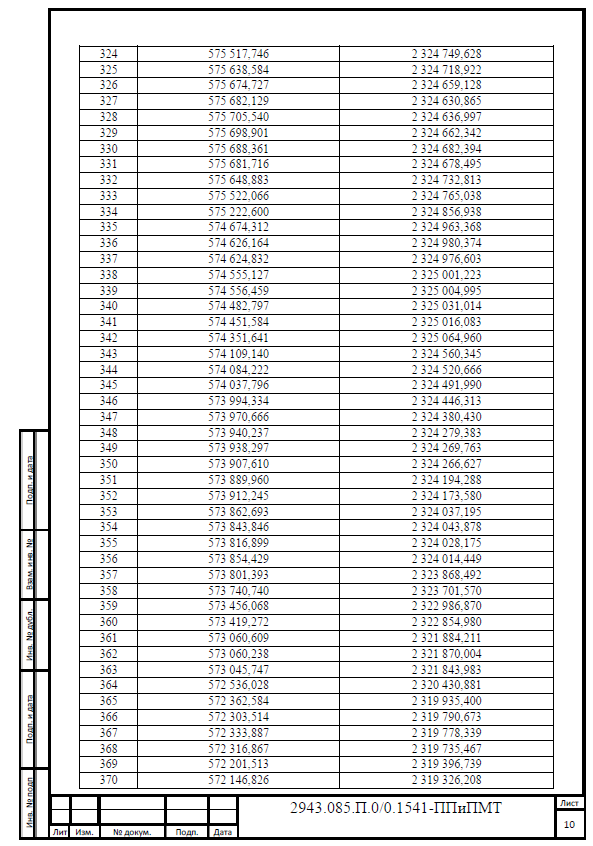 324 575 517,746 2 324 749,628
325 575 638,584 2 324 718,922
326 575 674,727 2 324 659,128
327 575 682,129 2 324 630,865
328 575 705,540 2 324 636,997
329 575 698,901 2 324 662,342
330 575 688,361 2 324 682,394
331 575 681,716 2 324 678,495
332 575 648,883 2 324 732,813
333 575 522,066 2 324 765,038
334 575 222,600 2 324 856,938
335 574 674,312 2 324 963,368
336 574 626,164 2 324 980,374
337 574 624,832 2 324 976,603
338 574 555,127 2 325 001,223
339 574 556,459 2 325 004,995
340 574 482,797 2 325 031,014
341 574 451,584 2 325 016,083
342 574 351,641 2 325 064,960
343 574 109,140 2 324 560,345
344 574 084,222 2 324 520,666
345 574 037,796 2 324 491,990
346 573 994,334 2 324 446,313
347 573 970,666 2 324 380,430
348 573 940,237 2 324 279,383
349 573 938,297 2 324 269,763
350 573 907,610 2 324 266,627
351 573 889,960 2 324 194,288
352 573 912,245 2 324 173,580
353 573 862,693 2 324 037,195
354 573 843,846 2 324 043,878
355 573 816,899 2 324 028,175
356 573 854,429 2 324 014,449
357 573 801,393 2 323 868,492
358 573 740,740 2 323 701,570
359 573 456,068 2 322 986,870
360 573 419,272 2 322 854,980
361 573 060,609 2 321 884,211
362 573 060,238 2 321 870,004
363 573 045,747 2 321 843,983
364 572 536,028 2 320 430,881
365 572 362,584 2 319 935,400
366 572 303,514 2 319 790,673
367 572 333,887 2 319 778,339
368 572 316,867 2 319 735,467
369 572 201,513 2 319 396,739
370 572 146,826 2 319 326,208
Подп. и дата
Взам. инв. №
Инв. № дубл.
Подп. и дата
Инв. № подп
2943.085.П.0/0.1541-ППиПМТ
Лист
10
Лит Изм. № докум. Подп. Дата